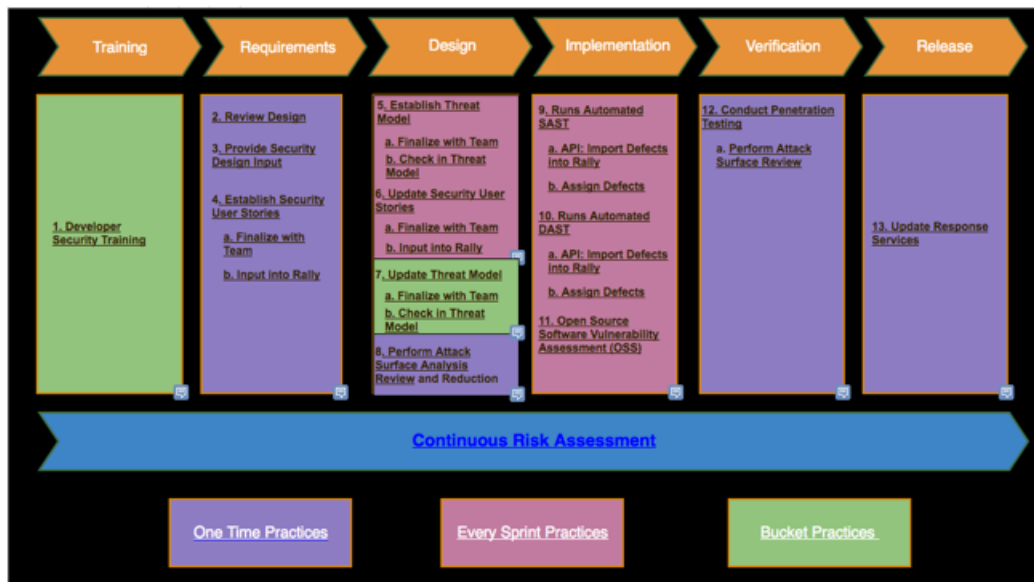 Training
Requirements
Design
Implementation
Verification
Release
1. Developer
Security Training
2. Review Design
3. Provide Security
Design Input
4. Establish Security
User Stories
a. Finalize with
Team
b. Input into Rally
5. Establish Threat
Model
a. Finalize with Team
b. Check in Threat
Model
6. Update Security User
Stories
a. Finalize with Team
b. Input into Rally
7. Update Threat Model
a. Finalize with Team
b. Check in Threat
Model
8. Perform Attack
Surface Analysis
Review and Reduction
9. Runs Automated
SAST
a. API: Import Defects
into Rally
b. Assign Defects
10. Runs Automated
DAST
a. API: Import Defects
into Rally
b. Assign Defects
11. Open Source
Software Vulnerability
Assessment (OSS)
12. Conduct Penetration
Testing
a. Perform Attack
Surface Review
13. Update Response
Services
Continuous Risk Assessment
One Time Practices
Every Sprint Practices
Bucket Practices